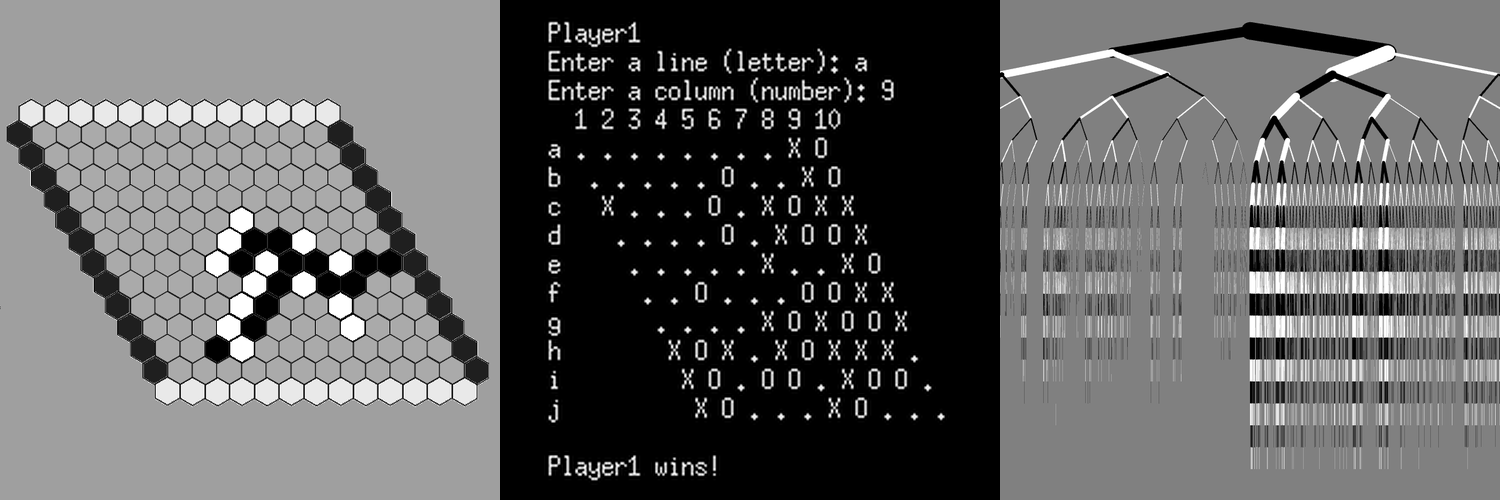 Player1
Enter a line (letter): a
Enter a column (number): 9
1 2 3 4 5 6 7 8 9 10
a . . . . . . . . X O
b . . . . . O . . X O
c X . . . O . X O X X
d . . . . O . X O O X
e . . . . . X . . X O
f . . O . . . O O X X
g . . . . X O X O O X
h X O X . X O X X X .
i X O . O O . X O O .
j X O . . . X O . . .
Player1 wins!